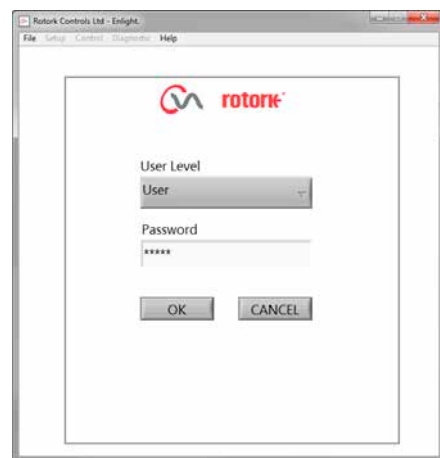 Rotork Controls Ltd - Enlight.
File Setup Control Diagnostic Help
rotork
User Level
User
Password
*****
OK CANCEL